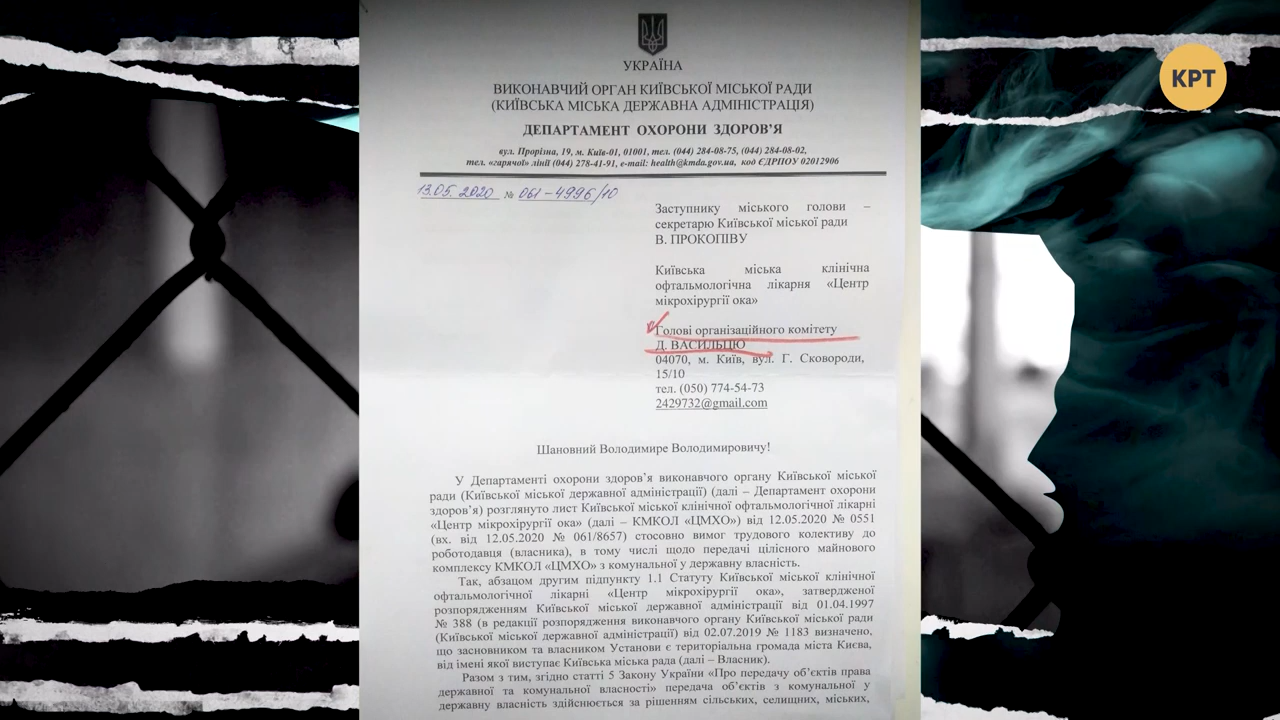 КРТ
УКРАЇНА
ВИКОНАВЧИЙ ОРГАН КИЇВСЬКОЇ МІСЬКОЇ РАДИ
(КИЇВСЬКА МІСЬКА ДЕРЖАВНА АДМІНІСТРАЦІЯ)
ДЕПАРТАМЕНТ ОХОРОНИ ЗДОРОВ'Я
вул. Прорізна, 19, м. Київ-01, 01001, тел. (044) 284-08-75, (044) 284-08-02,
тел. «гарячої» лінії (044) 278-41-91, e-mail: health@kmda.gov.ua, код ЄДРПОУ 02012906
13.05.2020 № 061-4996/10
Заступнику міського голови –
секретарю Київської міської ради
В. ПРОКОПІВУ
Київська міська клінічна
офтальмологічна лікарня «Центр
мікрохірургії ока»
Голові організаційного комітету
Д. ВАСИЛЬЦЮ
04070, м. Київ, вул. Г. Сковороди,
15/10
тел. (050) 774-54-73
2429732@gmail.com
Шановний Володимире Володимировичу!
У Департаменті охорони здоров'я виконавчого органу Київської міської
ради (Київської міської державної адміністрації) (далі – Департамент охорони
здоров'я) розглянуто лист Київської міської клінічної офтальмологічної лікарні
«Центр мікрохірургії ока» (далі – КМКОЛ «ЦМХО») від 12.05.2020 № 0551
(вх. від 12.05.2020 № 061/8657) стосовно вимог трудового колективу до
роботодавця (власника), в тому числі щодо передачі цілісного майнового
комплексу КМКОЛ «ЦМХО» з комунальної у державну власність.
Так, абзацом другим підпункту 1.1 Статуту Київської міської клінічної
офтальмологічної лікарні «Центр мікрохірургії ока», затвердженої
розпорядженням Київської міської державної адміністрації від 01.04.1997
№ 388 (в редакції розпорядження виконавчого органу Київської міської ради
(Київської міської державної адміністрації) від 02.07.2019 № 1183 визначено,
що засновником та власником Установи є територіальна громада міста Києва,
від імені якої виступає Київська міська рада (далі – Власник).
Разом з тим, згідно статті 5 Закону України «Про передачу об'єктів права
державної та комунальної власності» передача об'єктів з комунальної у
державну власність здійснюється за рішенням сільських, селищних, міських,